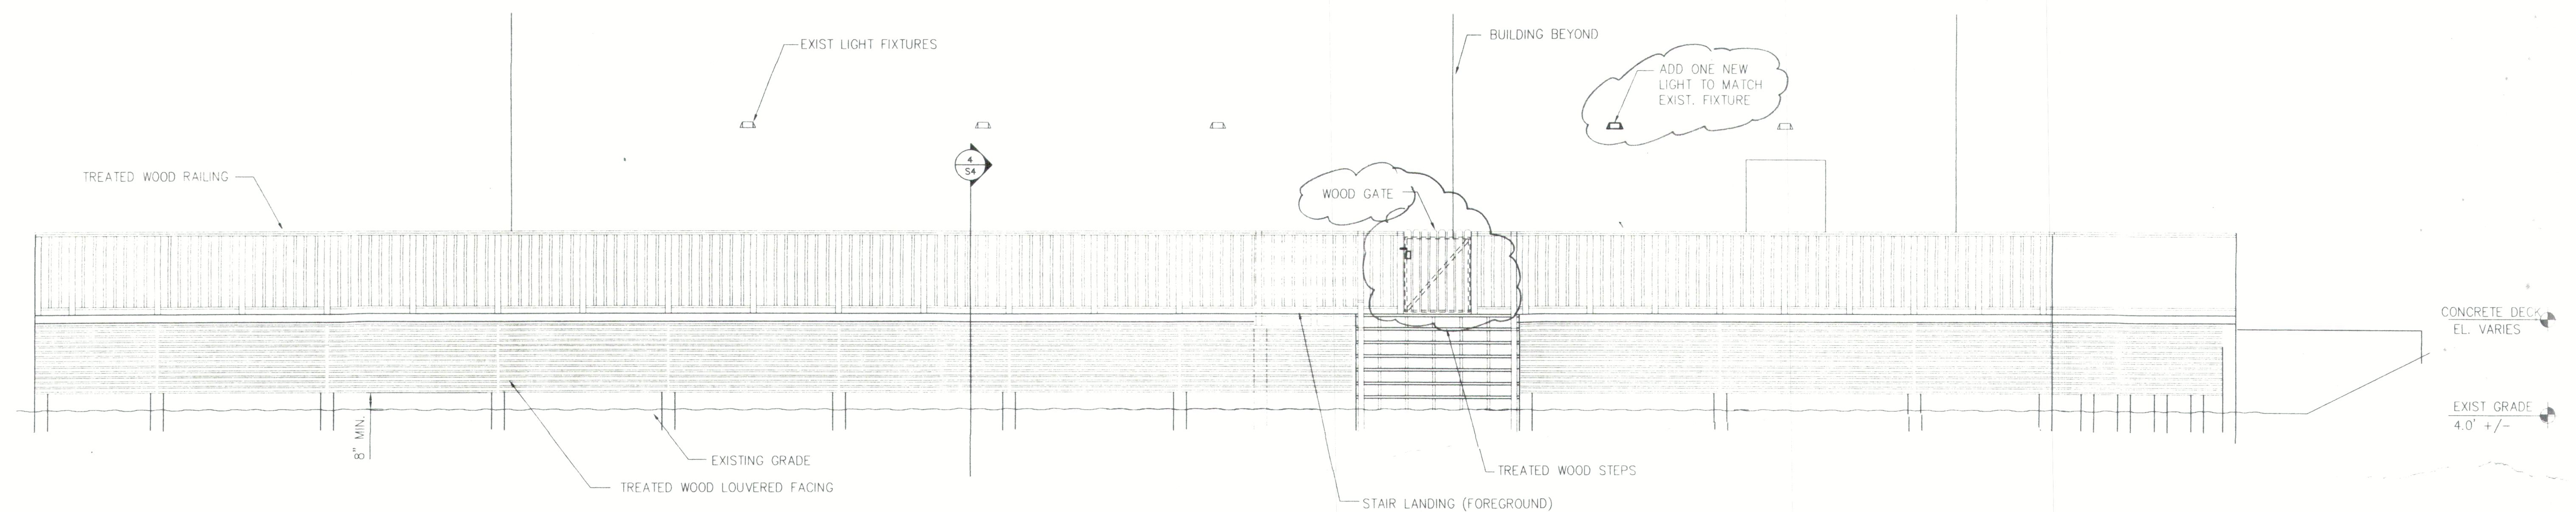 BUILDING BEYOND
EXIST LIGHT FIXTURES
ADD ONE NEW
LIGHT TO MATCH
EXIST. FIXTURE
4
S4
TREATED WOOD RAILING
WOOD GATE
CONCRETE DECK
EL. VARIES
EXIST GRADE
4.0' +/-
8" MIN.
EXISTING GRADE
TREATED WOOD STEPS
TREATED WOOD LOUVERED FACING
STAIR LANDING (FOREGROUND)